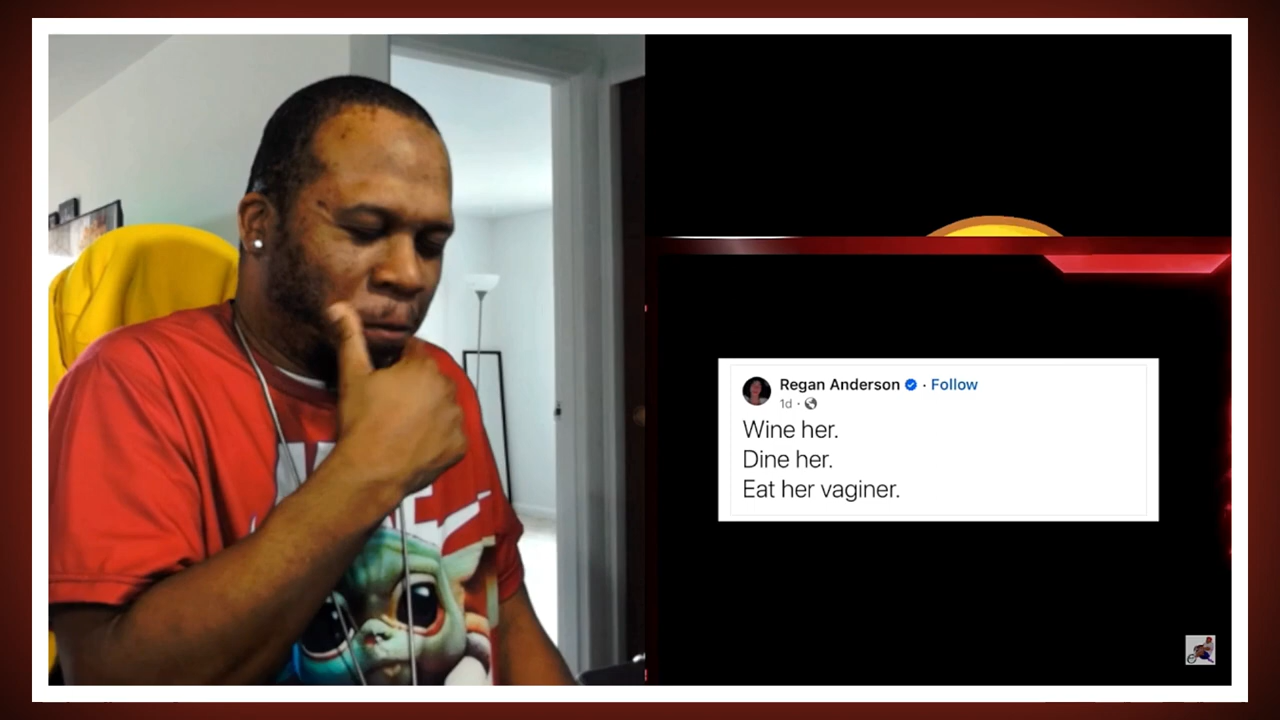 Regan Anderson · Follow
1d ·
Wine her.
Dine her.
Eat her vaginer.